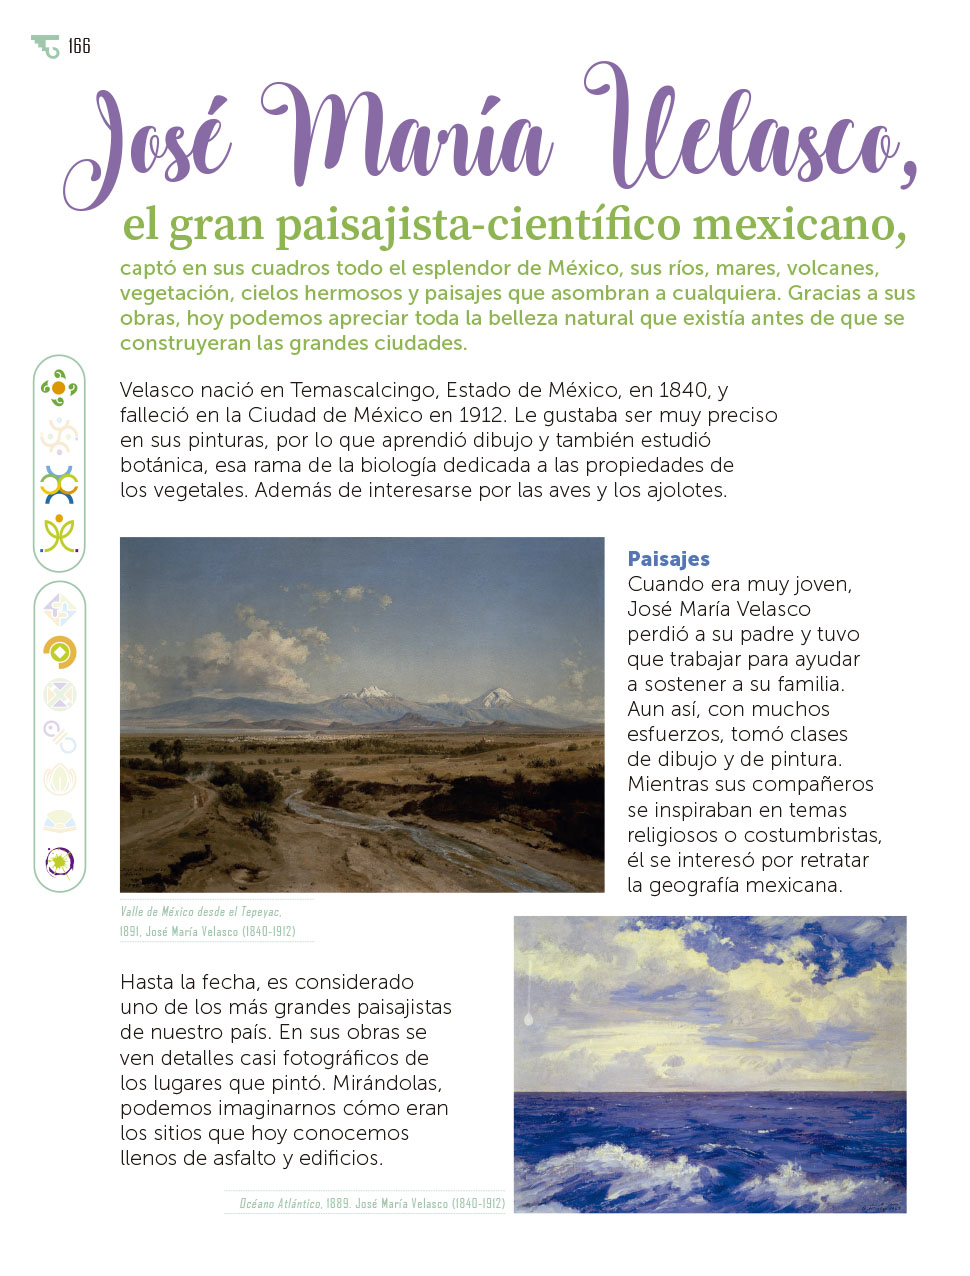 166
José María Velasco,
el gran paisajista-científico mexicano,
captó en sus cuadros todo el esplendor de México, sus ríos, mares, volcanes,
vegetación, cielos hermosos y paisajes que asombran a cualquiera. Gracias a sus
obras, hoy podemos apreciar toda la belleza natural que existía antes de que se
construyeran las grandes ciudades.
Velasco nació en Temascalcingo, Estado de México, en 1840, y
falleció en la Ciudad de México en 1912. Le gustaba ser muy preciso
en sus pinturas, por lo que aprendió dibujo y también estudió
botánica, esa rama de la biología dedicada a las propiedades de
los vegetales. Además de interesarse por las aves y los ajolotes.
Paisajes
Cuando era muy joven,
José María Velasco
perdió a su padre y tuvo
que trabajar para ayudar
a sostener a su familia.
Aun así, con muchos
esfuerzos, tomó clases
de dibujo y de pintura.
Mientras sus compañeros
se inspiraban en temas
religiosos o costumbristas,
él se interesó por retratar
la geografía mexicana.
Valle de México desde el Tepeyac,
1891, José María Velasco (1840-1912)
Hasta la fecha, es considerado
uno de los más grandes paisajistas
de nuestro país. En sus obras se
ven detalles casi fotográficos de
los lugares que pintó. Mirándolas,
podemos imaginarnos cómo eran
los sitios que hoy conocemos
llenos de asfalto y edificios.
Océano Atlántico, 1889. José María Velasco (1840-1912)